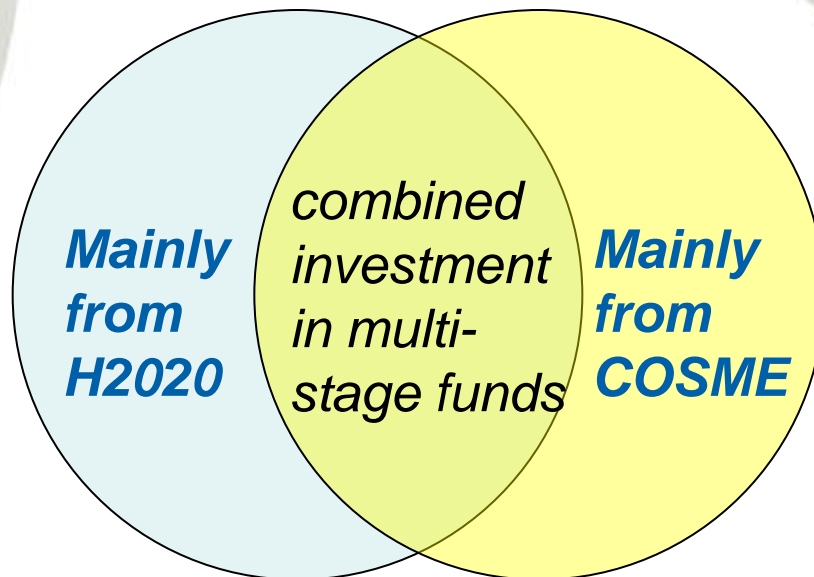 Mainly
from
H2020
combined
investment
in multi-
stage funds
Mainly
from
COSME